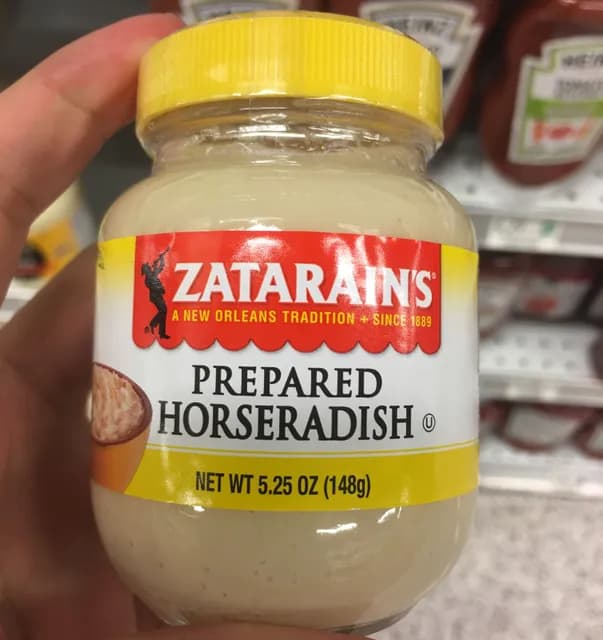 ZATARAIN'S®
A NEW ORLEANS TRADITION + SINCE 1889
PREPARED
HORSERADISH Ⓤ
NET WT 5.25 OZ (148g)